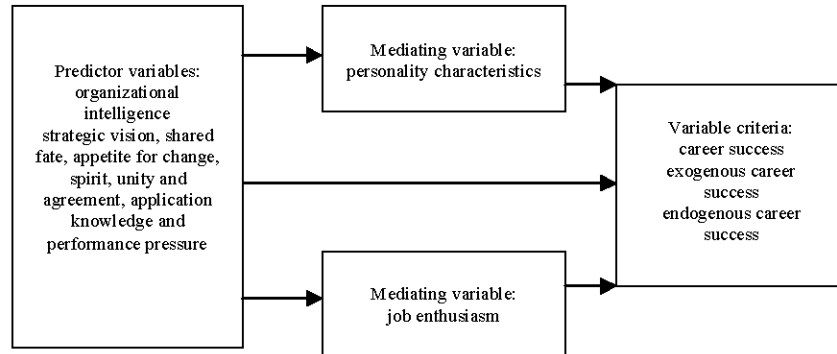 Predictor variables:
organizational
intelligence
strategic vision, shared
fate, appetite for change,
spirit, unity and
agreement, application
knowledge and
performance pressure
Mediating variable:
personality characteristics
Mediating variable:
job enthusiasm
Variable criteria:
career success
exogenous career
success
endogenous career
success